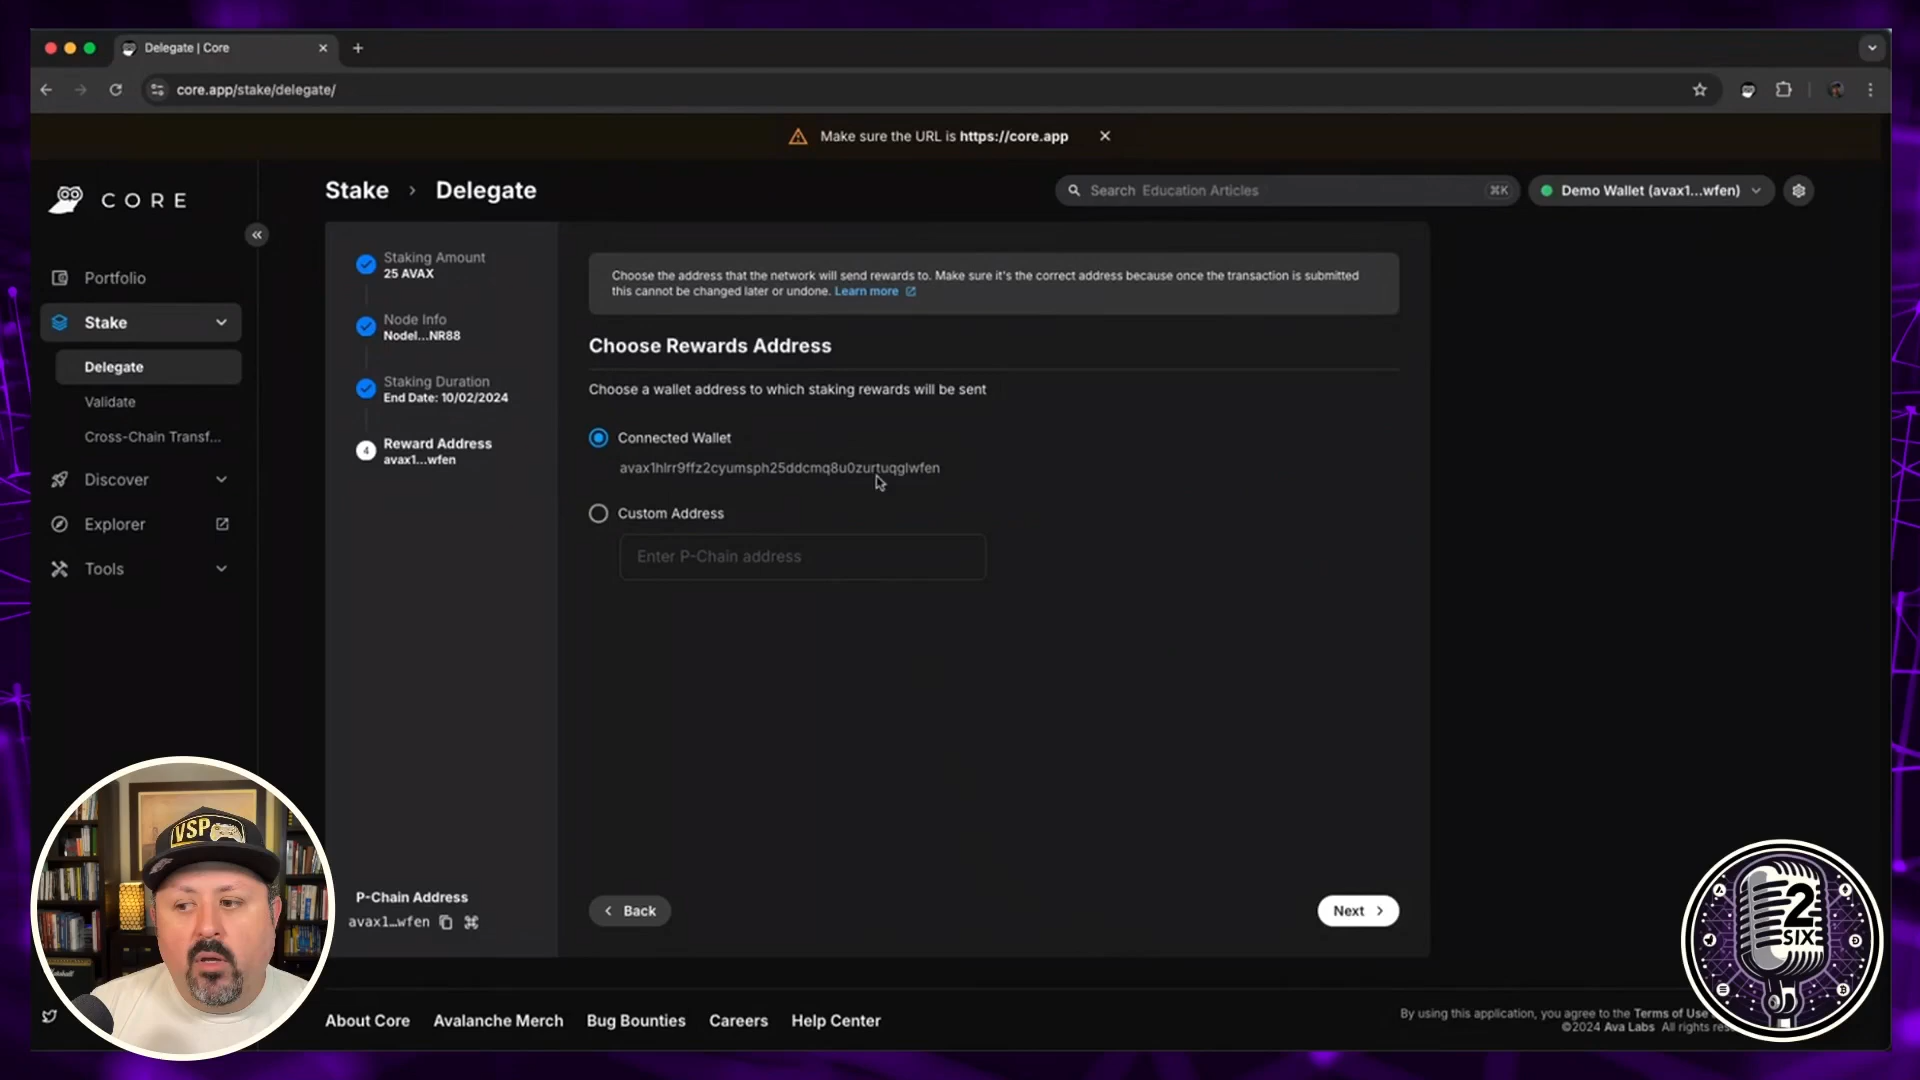 Delegate | Core
core.app/stake/delegate/
Make sure the URL is https://core.app
CORE
Stake > Delegate
Search Education Articles
⌘K
Demo Wallet (avax1...wfen)
Portfolio
Stake
Delegate
Validate
Cross-Chain Transf...
Discover
Explorer
Tools
Staking Amount
25 AVAX
Node Info
NodeI...NR88
Staking Duration
End Date: 10/02/2024
4
Reward Address
avax1...wfen
Choose the address that the network will send rewards to. Make sure it's the correct address because once the transaction is submitted
this cannot be changed later or undone. Learn more
Choose Rewards Address
Choose a wallet address to which staking rewards will be sent
Connected Wallet
avax1hlrr9ffz2cyumsph25ddcmq8u0zurtuqglwfen
Custom Address
Enter P-Chain address
P-Chain Address
avax1…wfen
Back
Next
About Core
Avalanche Merch
Bug Bounties
Careers
Help Center
By using this application, you agree to the Terms of Use
©2024 Ava Labs All rights res
VSP
2
SIX